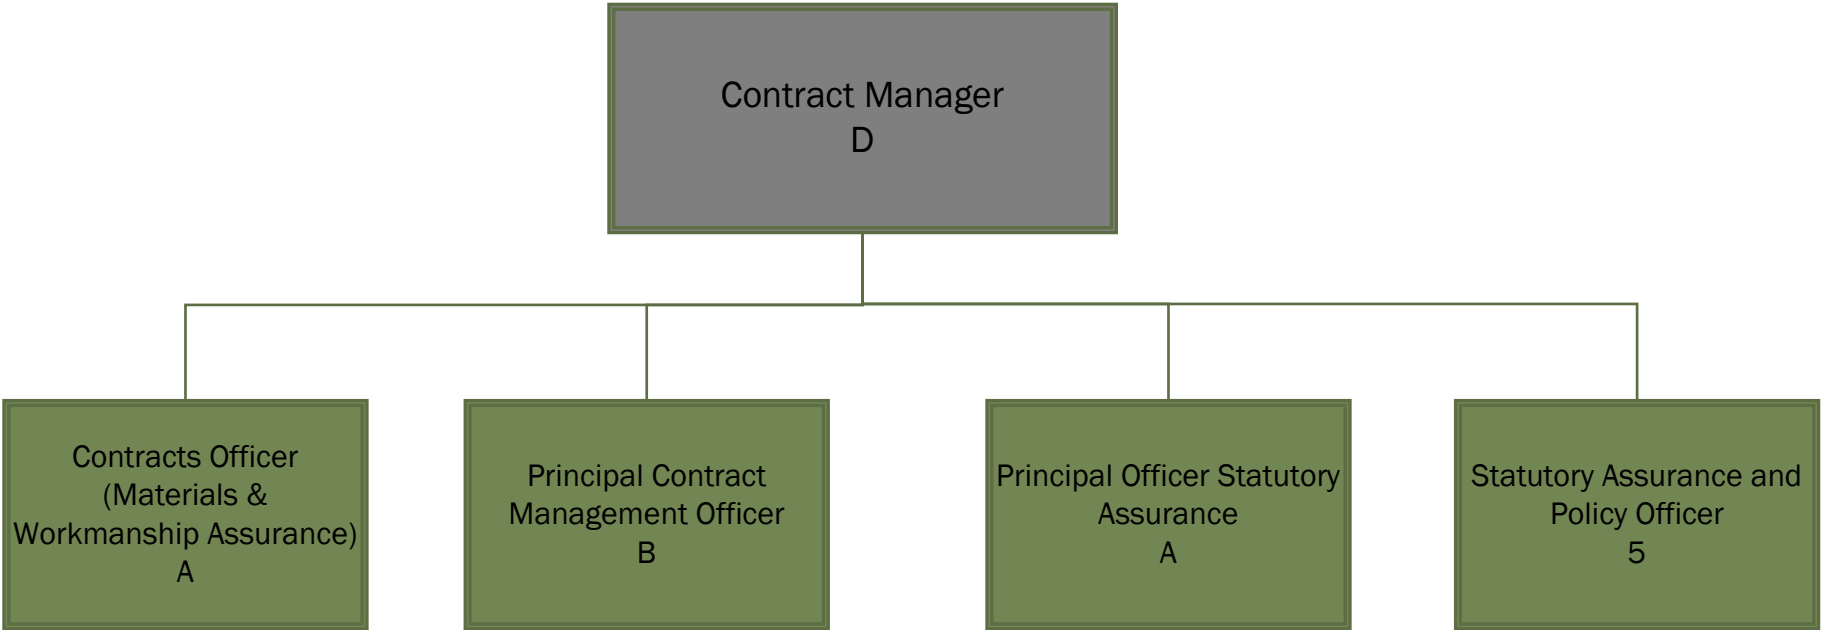 Contract Manager
D
Contracts Officer
(Materials &
Workmanship Assurance)
A
Principal Contract
Management Officer
B
Principal Officer Statutory
Assurance
A
Statutory Assurance and
Policy Officer
5